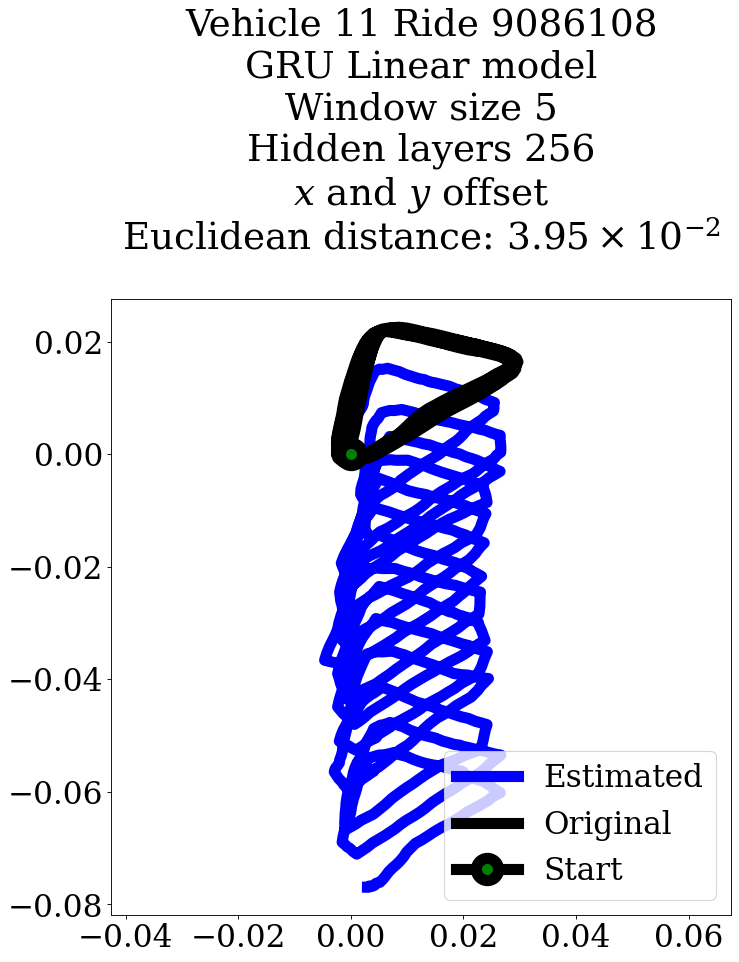 Vehicle 11 Ride 9086108
GRU Linear model
Window size 5
Hidden layers 256
x and y offset
Euclidean distance: 3.95 × 10⁻²
0.02
0.00
−0.02
−0.04
−0.06
−0.08
Estimated
Original
Start
−0.04 −0.02 0.00 0.02 0.04 0.06